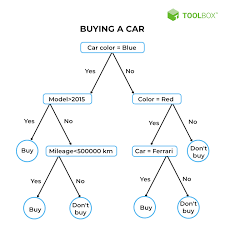 TOOLBOX
BUYING A CAR
Car color = Blue
Yes
No
Model>2015
Color = Red
Yes
No
Yes
No
Buy
Mileage<500000 km
Car = Ferrari
Don't
buy
Yes
No
Yes
No
Buy
Don't
buy
Buy
Don't
buy